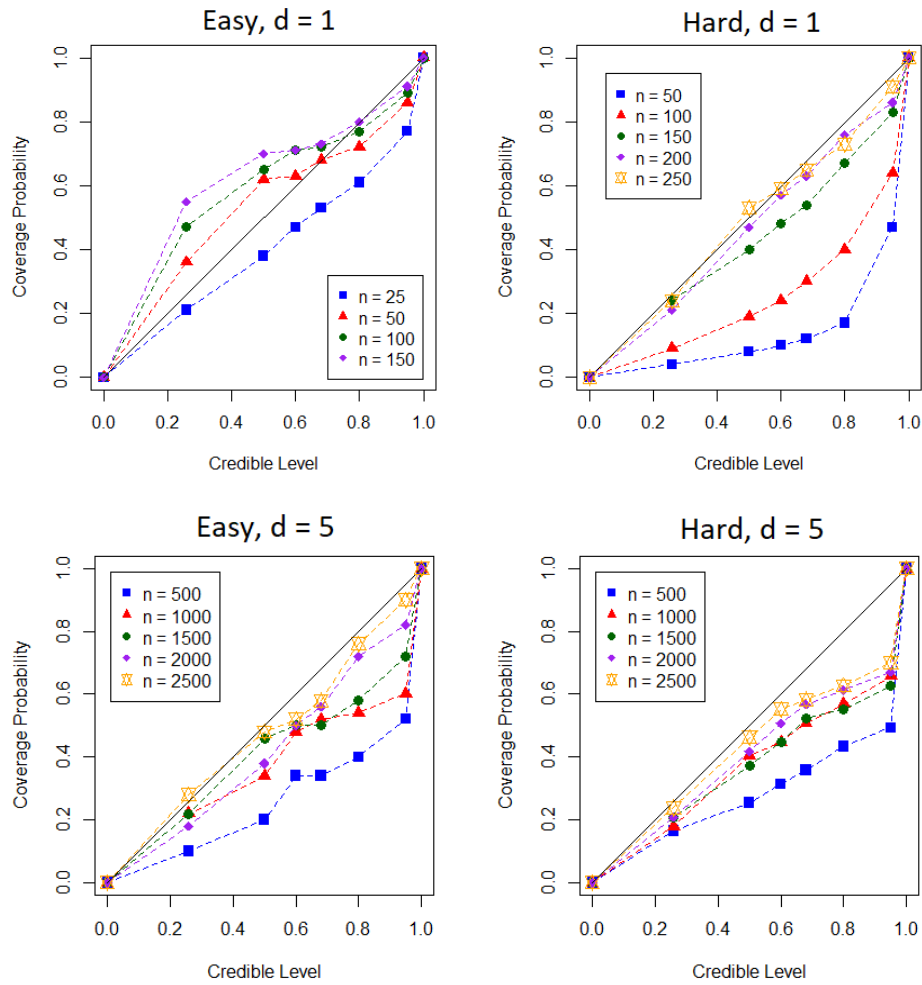 Easy, d = 1
Coverage Probability
1.0
0.8
0.6
0.4
0.2
0.0
n = 25
n = 50
n = 100
n = 150
0.0 0.2 0.4 0.6 0.8 1.0
Credible Level
Hard, d = 1
Coverage Probability
1.0
0.8
0.6
0.4
0.2
0.0
n = 50
n = 100
n = 150
n = 200
n = 250
0.0 0.2 0.4 0.6 0.8 1.0
Credible Level
Easy, d = 5
Coverage Probability
1.0
0.8
0.6
0.4
0.2
0.0
n = 500
n = 1000
n = 1500
n = 2000
n = 2500
0.0 0.2 0.4 0.6 0.8 1.0
Credible Level
Hard, d = 5
Coverage Probability
1.0
0.8
0.6
0.4
0.2
0.0
n = 500
n = 1000
n = 1500
n = 2000
n = 2500
0.0 0.2 0.4 0.6 0.8 1.0
Credible Level